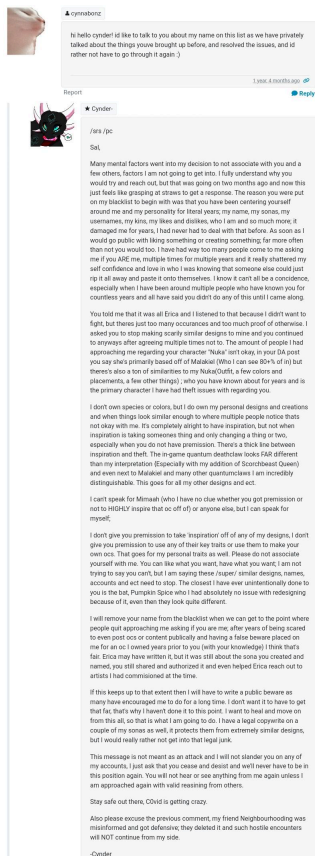 cynnabonz
hi hello cynder! id like to talk to you about my name on this list as we have privately
talked about the things youve brought up before, and resolved the issues, and id
rather not have to go through it again :)
1 year, 4 months ago
Report
Reply
★ Cynder-
/srs /pc
Sal,
Many mental factors went into my decision to not associate with you and a
few others, factors I am not going to get into. I fully understand why you
would try and reach out, but that was going on two months ago and now this
just feels like grasping at straws to get a response. The reason you were put
on my blacklist to begin with was that you have been centering yourself
around me and my personality for literal years; my name, my sonas, my
usernames, my kins, my likes and dislikes, who I am and so much more; it
damaged me for years, I had never had to deal with that before. As soon as I
would go public with liking something or creating something; far more often
than not you would too. I have had way too many people come to me asking
me if you ARE me, multiple times for multiple years and it really shattered my
self confidence and love in who I was knowing that someone else could just
rip it all away and paste it onto themselves. I know it can't all be a concidence,
especially when I have been around multiple people who have known you for
countless years and all have said you didn't do any of this until I came along.
You told me that it was all Erica and I listened to that because I didn't want to
fight, but theres just too many occurances and too much proof of otherwise. I
asked you to stop making scarily similar designs to mine and you continued
to anyways after agreeing multiple times not to. The amount of people I had
approaching me regarding your character "Nuka" isn't okay, in your DA post
you say she's primarily based off of Malakiel (Who I can see 80+% of in) but
theres's also a ton of similarities to my Nuka(Outfit, a few colors and
placements, a few other things) ; who you have known about for years and is
the primary character I have had theft issues with regarding you.
I don't own species or colors, but I do own my personal designs and creations
and when things look similar enough to where multiple people notice thats
not okay with me. It's completely alright to have inspiration, but not when
inspiration is taking someones thing and only changing a thing or two,
especially when you do not have permission. There's a thick line between
inspiration and theft. The in-game quantum deathclaw looks FAR different
than my interpretation (Especially with my addition of Scorchbeast Queen)
and even next to Malakiel and many other quantumclaws I am incredibly
distinguishable. This goes for all my other designs and ect.
I can't speak for Mimaah (who I have no clue whether you got permission or
not to HIGHLY inspire that oc off of) or anyone else, but I can speak for
myself;
I don't give you permission to take 'inspiration' off of any of my designs, I dont
give you permission to use any of their key traits or use them to make your
own ocs. That goes for my personal traits as well. Please do not associate
yourself with me. You can like what you want, have what you want; I am not
trying to say you can't, but I am saying these /super/ similar designs, names,
accounts and ect need to stop. The closest I have ever unintentionally done to
you is the bat, Pumpkin Spice who I had absolutely no issue with redesigning
because of it, even then they look quite different.
I will remove your name from the blacklist when we can get to the point where
people quit approaching me asking if you are me; after years of being scared
to even post ocs or content publically and having a false beware placed on
me for an oc I owned years prior to you (with your knowledge) I think that's
fair. Erica may have written it, but it was still about the sona you created and
named, you still shared and authorized it and even helped Erica reach out to
artists I had commisioned at the time.
If this keeps up to that extent then I will have to write a public beware as
many have encouraged me to do for a long time. I don't want it to have to get
that far, that's why I haven't done it to this point. I want to heal and move on
from this all, so that is what I am going to do. I have a legal copywrite on a
couple of my sonas as well, it protects them from extremely similar designs,
but I would really rather not get into that legal junk.
This message is not meant as an attack and I will not slander you on any of
my accounts, I just ask that you cease and desist and we'll never have to be in
this position again. You will not hear or see anything from me again unless I
am approached again with valid reasining from others.
Stay safe out there, C0vid is getting crazy.
Also please excuse the previous comment, my friend Neighbourhooding was
misinformed and got defensive; they deleted it and such hostile encounters
will NOT continue from my side.
-Cynder